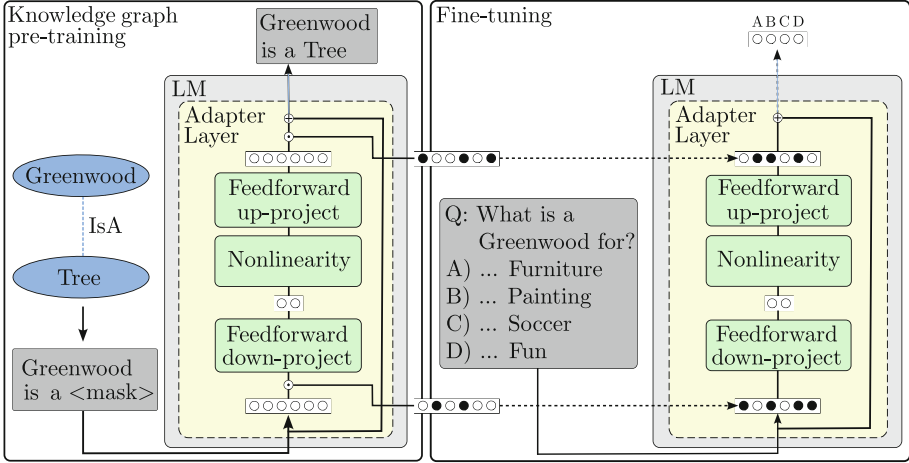 Knowledge graph
pre-training
Greenwood
is a Tree
LM
Adapter
Layer
Feedforward
up-project
Nonlinearity
Feedforward
down-project
Greenwood
IsA
Tree
Greenwood
is a <mask>
Fine-tuning
A B C D
LM
Adapter
Layer
Feedforward
up-project
Nonlinearity
Feedforward
down-project
Q: What is a
Greenwood for?
A) ... Furniture
B) ... Painting
C) ... Soccer
D) ... Fun